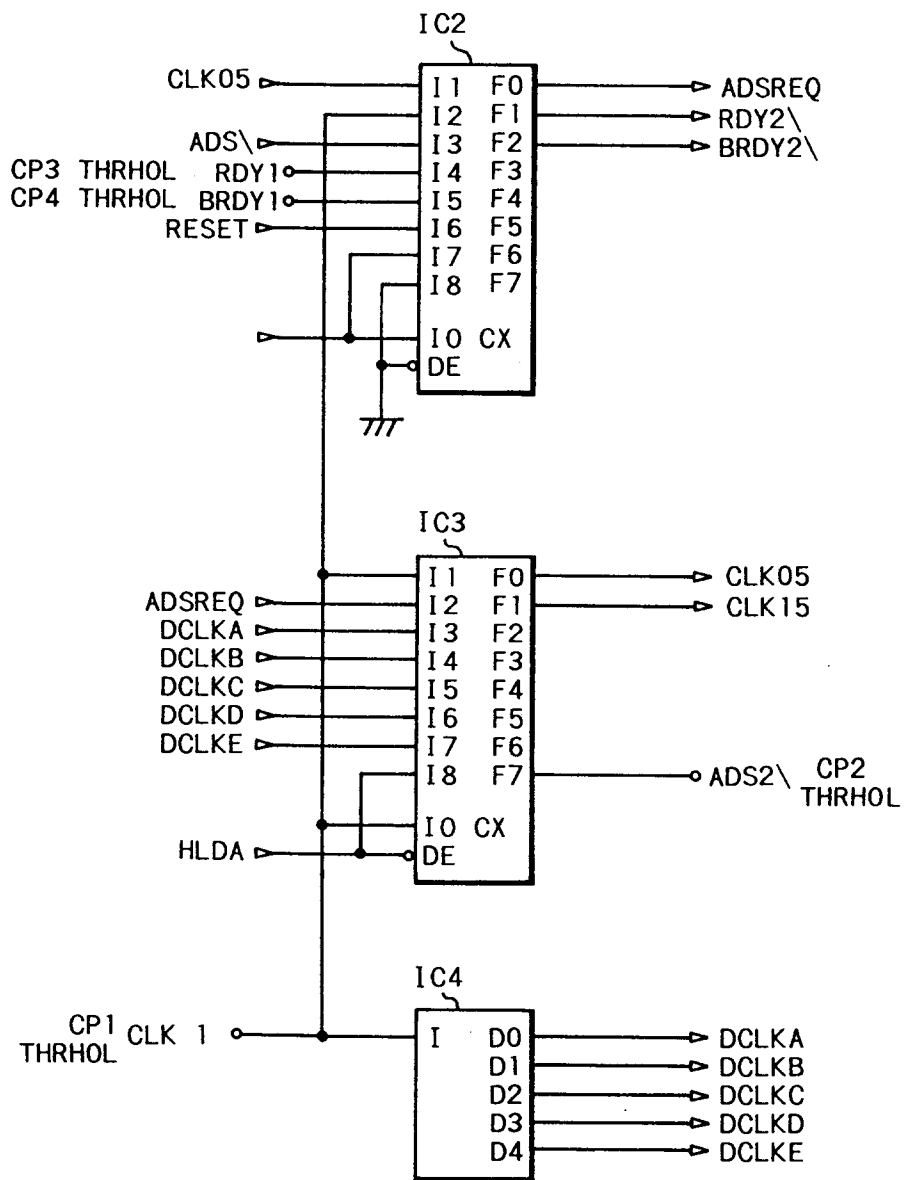 IC2
CLK05 I1 F0 ADSREQ
I2 F1 RDY2\
ADS\ I3 F2 BRDY2\
CP3 THRHOL RDY1 I4 F3
CP4 THRHOL BRDY1 I5 F4
RESET I6 F5
I7 F6
I8 F7
IO CX
DE
IC3
I1 F0 CLK05
ADSREQ I2 F1 CLK15
DCLKA I3 F2
DCLKB I4 F3
DCLKC I5 F4
DCLKD I6 F5
DCLKE I7 F6
I8 F7 ADS2\ CP2
THRHOL
IO CX
HLDA DE
IC4
CP1 CLK 1 I D0 DCLKA
THRHOL
D1 DCLKB
D2 DCLKC
D3 DCLKD
D4 DCLKE